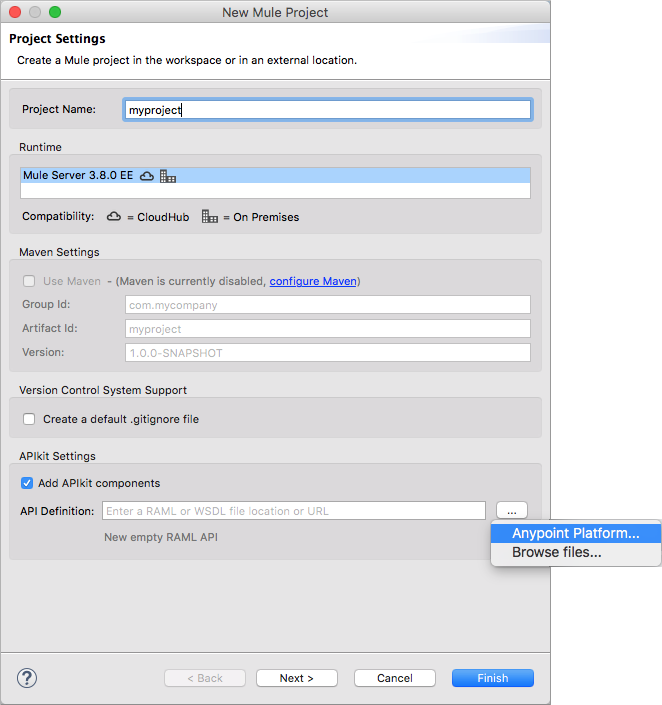 New Mule Project
Project Settings
Create a Mule project in the workspace or in an external location.
Project Name: myproject
Runtime
Mule Server 3.8.0 EE
Compatibility: = CloudHub = On Premises
Maven Settings
Use Maven - (Maven is currently disabled, configure Maven)
Group Id: com.mycompany
Artifact Id: myproject
Version: 1.0.0-SNAPSHOT
Version Control System Support
Create a default .gitignore file
APIkit Settings
Add APIkit components
API Definition: Enter a RAML or WSDL file location or URL ...
New empty RAML API
Anypoint Platform...
Browse files...
? < Back Next > Cancel Finish